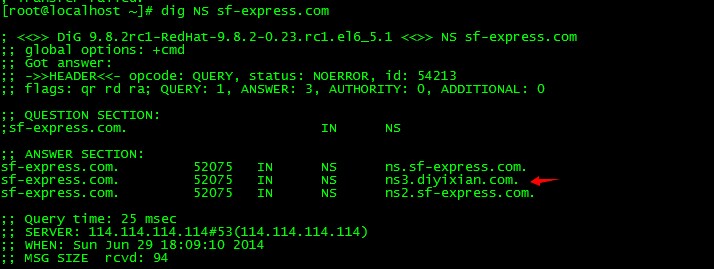 ; Transfer failed.
[root@localhost ~]# dig NS sf-express.com
; <<>> DiG 9.8.2rc1-RedHat-9.8.2-0.23.rc1.el6_5.1 <<>> NS sf-express.com
;; global options: +cmd
;; Got answer:
;; ->>HEADER<<- opcode: QUERY, status: NOERROR, id: 54213
;; flags: qr rd ra; QUERY: 1, ANSWER: 3, AUTHORITY: 0, ADDITIONAL: 0
;; QUESTION SECTION:
;sf-express.com. IN NS
;; ANSWER SECTION:
sf-express.com. 52075 IN NS ns.sf-express.com.
sf-express.com. 52075 IN NS ns3.diyixian.com.
sf-express.com. 52075 IN NS ns2.sf-express.com.
;; Query time: 25 msec
;; SERVER: 114.114.114.114#53(114.114.114.114)
;; WHEN: Sun Jun 29 18:09:10 2014
;; MSG SIZE rcvd: 94